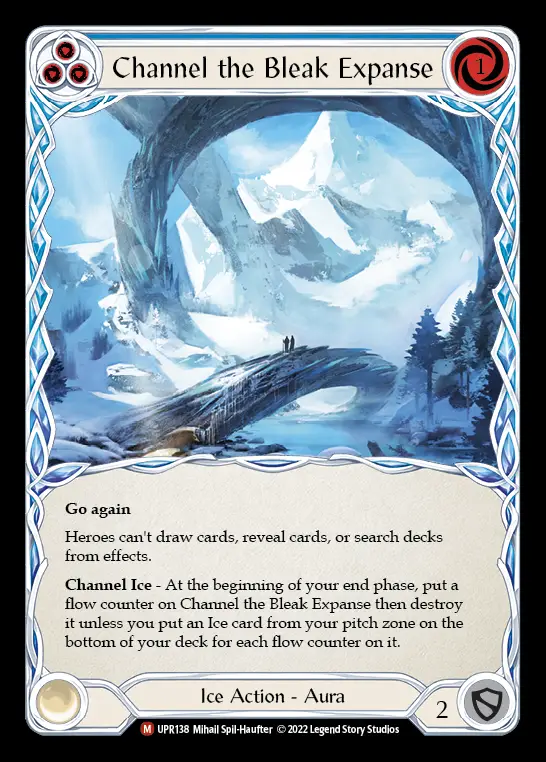 Channel the Bleak Expanse
1
Go again
Heroes can't draw cards, reveal cards, or search decks
from effects.
Channel Ice - At the beginning of your end phase, put a
flow counter on Channel the Bleak Expanse then destroy
it unless you put an Ice card from your pitch zone on the
bottom of your deck for each flow counter on it.
Ice Action - Aura
2
M UPR138 Mihail Spil-Haufter © 2022 Legend Story Studios